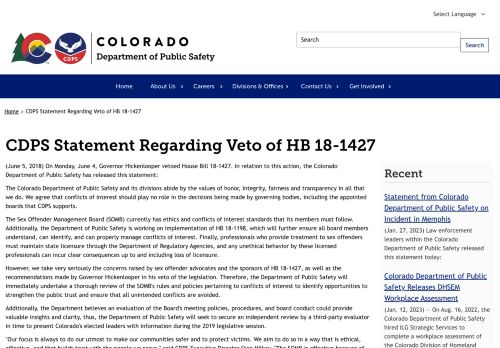 Select Language
COLORADO
Department of Public Safety
CDPS
Search
Search
Home
About Us
Careers
Divisions & Offices
Contact Us
Get Involved
Home › CDPS Statement Regarding Veto of HB 18-1427
CDPS Statement Regarding Veto of HB 18-1427
(June 5, 2018) On Monday, June 4, Governor Hickenlooper vetoed House Bill 18-1427. In relation to this action, the Colorado
Department of Public Safety has released this statement:
The Colorado Department of Public Safety and its divisions abide by the values of honor, integrity, fairness and transparency in all that
we do. We agree that conflicts of interest should play no role in the decisions being made by governing bodies, including the appointed
boards that CDPS supports.
The Sex Offender Management Board (SOMB) currently has ethics and conflicts of interest standards that its members must follow.
Additionally, the Department of Public Safety is working on implementation of HB 18-1198, which will further ensure all board members
understand, can identify, and can properly manage conflicts of interest. Finally, professionals who provide treatment to sex offenders
must maintain state licensure through the Department of Regulatory Agencies, and any unethical behavior by these licensed
professionals can incur clear consequences up to and including loss of licensure.
However, we take very seriously the concerns raised by sex offender advocates and the sponsors of HB 18-1427, as well as the
recommendations made by Governor Hickenlooper in his veto of the legislation. Therefore, the Department of Public Safety will
immediately undertake a thorough review of the SOMB's rules and policies pertaining to conflicts of interest to identify opportunities to
strengthen the public trust and ensure that all unintended conflicts are avoided.
Additionally, the Department believes an evaluation of the Board's meeting policies, procedures, and board conduct could provide
valuable insights and clarity, thus, the Department of Public Safety will seek to secure an independent review by a third-party evaluator
in time to present Colorado's elected leaders with information during the 2019 legislative session.
"Our focus is always to do our utmost to make our communities safer and to protect victims. We aim to do so in a way that is ethical,
Recent
Statement from Colorado
Department of Public Safety on
Incident in Memphis
(Jan. 27, 2023) Law enforcement
leaders within the Colorado
Department of Public Safety released
this statement today:
Colorado Department of Public
Safety Releases DHSEM
Workplace Assessment
(Jan. 12, 2023) -- On Aug. 16, 2022, the
Colorado Department of Public Safety
hired ILG Strategic Services to
complete a workplace assessment of
the Colorado Division of Homeland